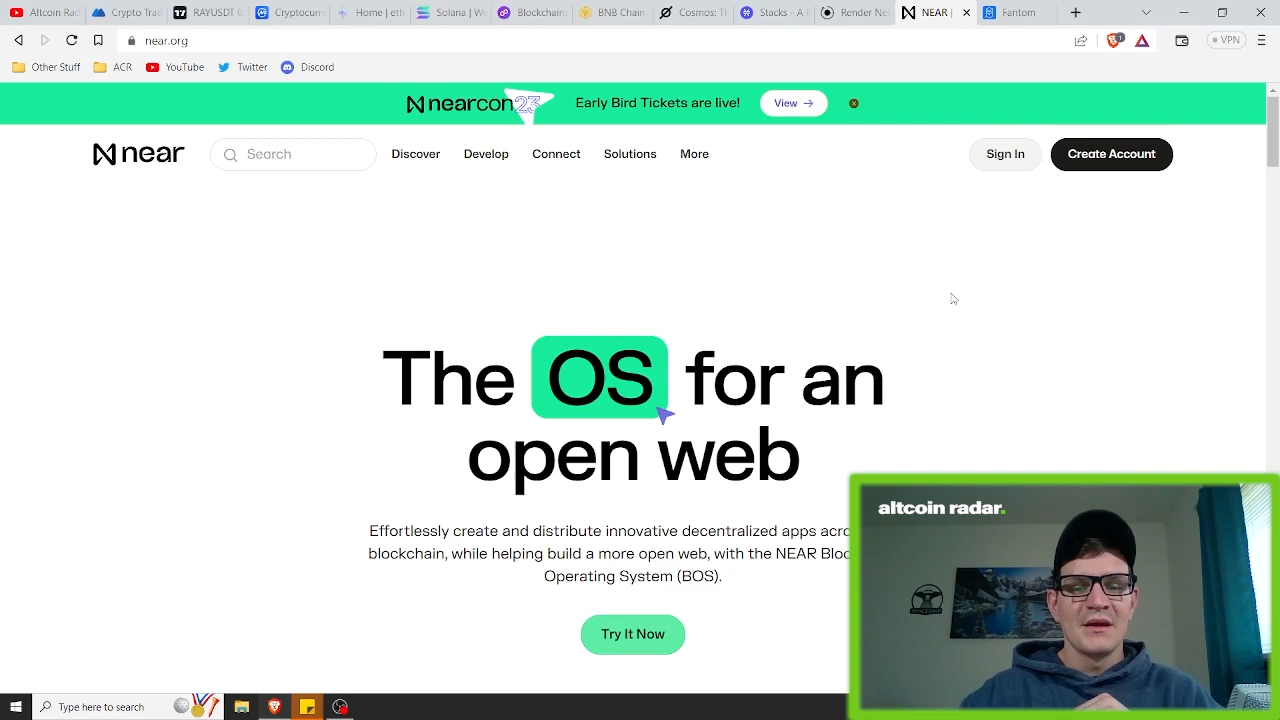 Altcoin Rad
Crypto Trad
RAYUSDT 0
Cryptocurr
Home | eth
Solana | We
Blockchains
BNB Chain
Cosmos: Th
Stacks - A B
Render Net
NEAR |
Fantom
near.org
1
VPN
Other Stuff
ACR
YouTube
Twitter
Discord
nearcon23
Early Bird Tickets are live!
View →
near
Search
Discover
Develop
Connect
Solutions
More
Sign In
Create Account
The OS for an
open web
Effortlessly create and distribute innovative decentralized apps acro
blockchain, while helping build a more open web, with the NEAR Bloc
Operating System (BOS).
Try It Now
altcoin radar.
Type here to search